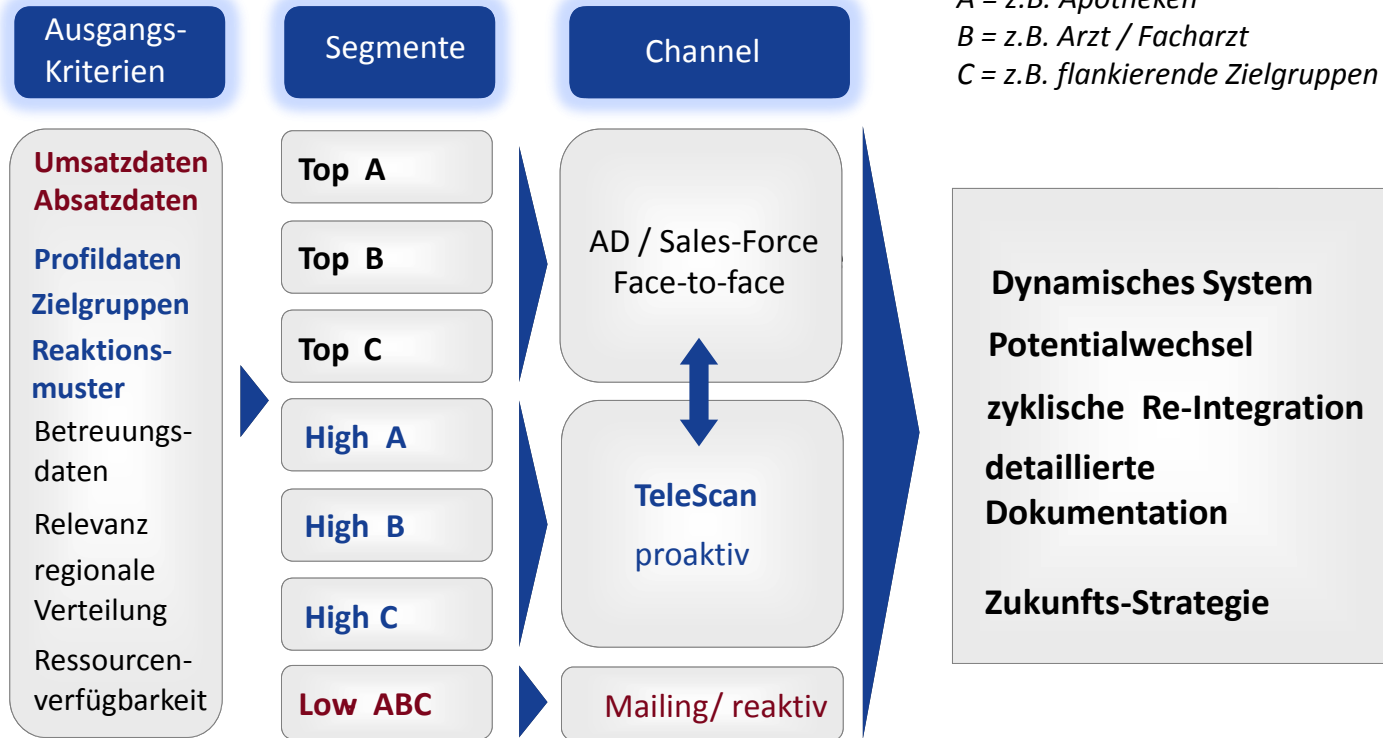 Ausgangs-
Kriterien
Segmente
Channel
A = z.B. Apotheken
B = z.B. Arzt / Facharzt
C = z.B. flankierende Zielgruppen
Umsatzdaten
Absatzdaten
Profildaten
Zielgruppen
Reaktions-
muster
Betreuungs-
daten
Relevanz
regionale
Verteilung
Ressourcen-
verfügbarkeit
Top A
Top B
Top C
High A
High B
High C
Low ABC
AD / Sales-Force
Face-to-face
TeleScan
proaktiv
Mailing/ reaktiv
Dynamisches System
Potentialwechsel
zyklische Re-Integration
detaillierte
Dokumentation
Zukunfts-Strategie